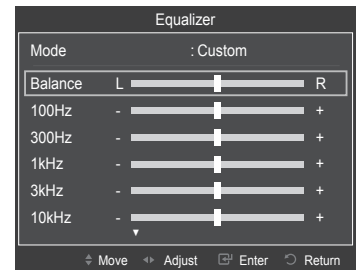 Equalizer
Mode : Custom
Balance L R
100Hz - +
300Hz - +
1kHz - +
3kHz - +
10kHz - +
Move Adjust Enter Return